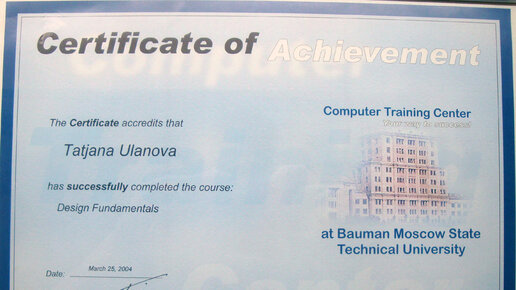 Certificate of Achievement
The Certificate accredits that
Tatjana Ulanova
has successfully completed the course:
Design Fundamentals
Date: March 25, 2004
Computer Training Center
Your way to success!
at Bauman Moscow State
Technical University